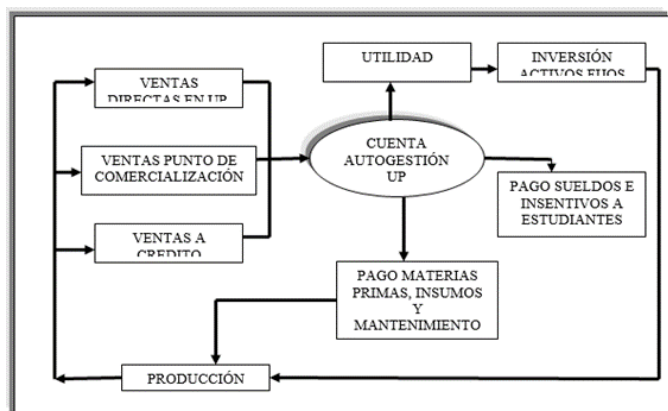 UTILIDAD
INVERSIÓN
ACTIVOS FIJOS
VENTAS
DIRECTAS EN UP
CUENTA
AUTOGESTIÓN
UP
VENTAS PUNTO DE
COMERCIALIZACIÓN
PAGO SUELDOS E
INSENTIVOS A
ESTUDIANTES
VENTAS A
CREDITO
PAGO MATERIAS
PRIMAS, INSUMOS
Y
MANTENIMIENTO
PRODUCCIÓN